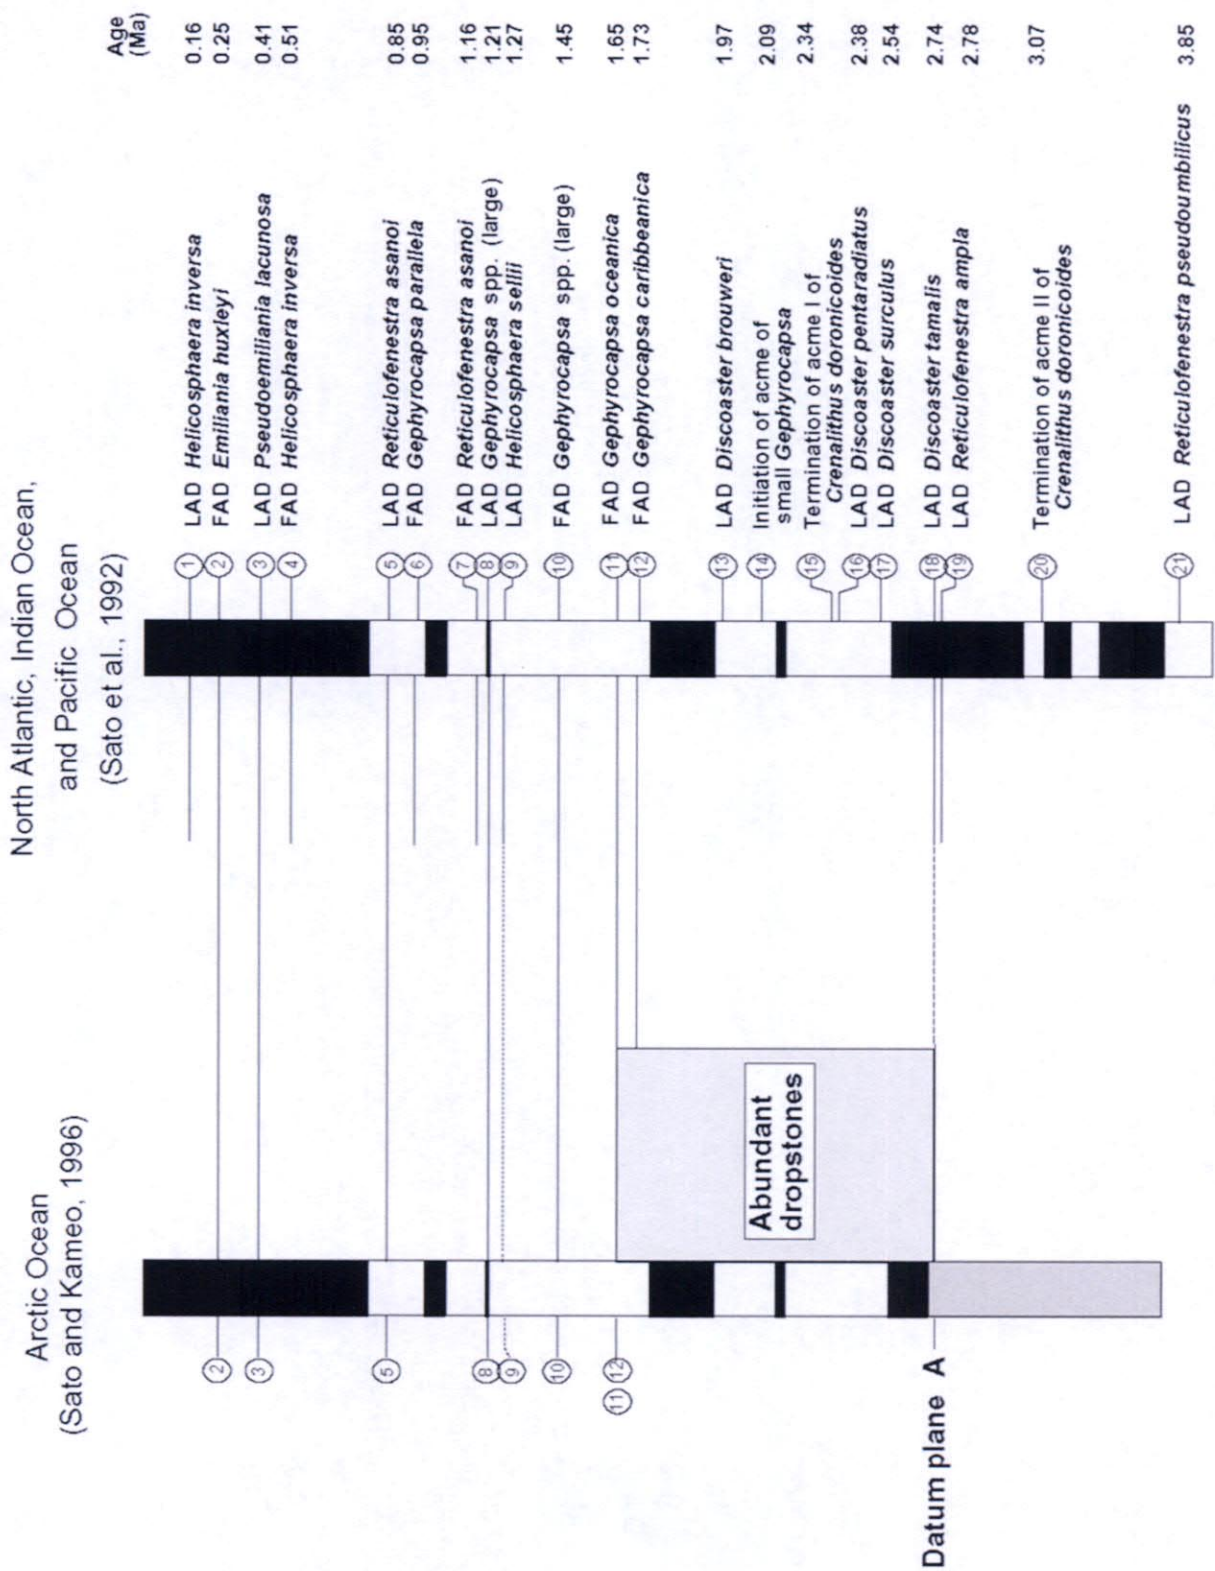 Arctic Ocean
(Sato and Kameo, 1996)
North Atlantic, Indian Ocean,
and Pacific Ocean
(Sato et al., 1992)
Age
(Ma)
1 LAD Helicosphaera inversa 0.16
2 2 FAD Emiliania huxleyi 0.25
3 3 LAD Pseudoemiliania lacunosa 0.41
4 FAD Helicosphaera inversa 0.51
5 5 LAD Reticulofenestra asanoi 0.85
6 FAD Gephyrocapsa parallela 0.95
7 FAD Reticulofenestra asanoi 1.16
8 8 LAD Gephyrocapsa spp. (large) 1.21
9 9 LAD Helicosphaera sellii 1.27
10 10 FAD Gephyrocapsa spp. (large) 1.45
11 12 11 FAD Gephyrocapsa oceanica 1.65
12 FAD Gephyrocapsa caribbeanica 1.73
Abundant
dropstones
13 LAD Discoaster brouweri 1.97
14 Initiation of acme of 2.09
small Gephyrocapsa
15 Termination of acme I of 2.34
Crenalithus doronicoides
16 LAD Discoaster pentaradiatus 2.38
17 LAD Discoaster surculus 2.54
Datum plane A
18 LAD Discoaster tamalis 2.74
19 LAD Reticulofenestra ampla 2.78
20 Termination of acme II of 3.07
Crenalithus doronicoides
21 LAD Reticulofenestra pseudoumbilicus 3.85